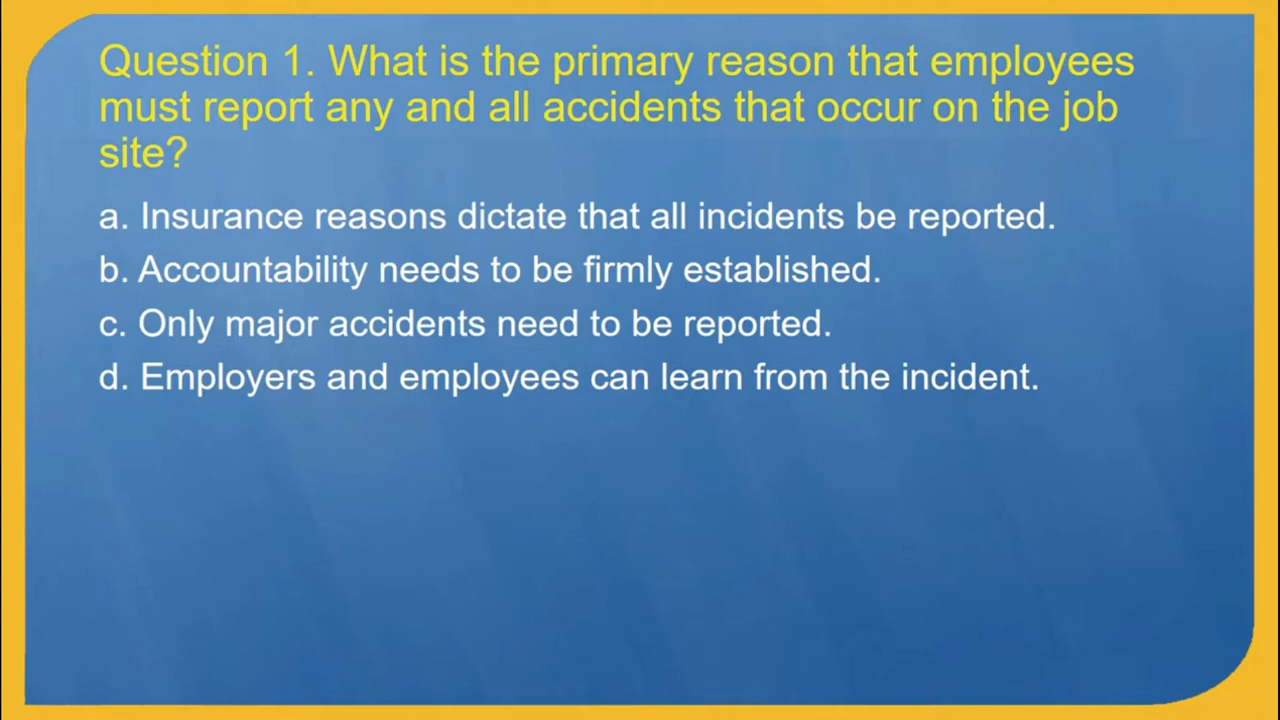 Question 1. What is the primary reason that employees
must report any and all accidents that occur on the job
site?
a. Insurance reasons dictate that all incidents be reported.
b. Accountability needs to be firmly established.
c. Only major accidents need to be reported.
d. Employers and employees can learn from the incident.